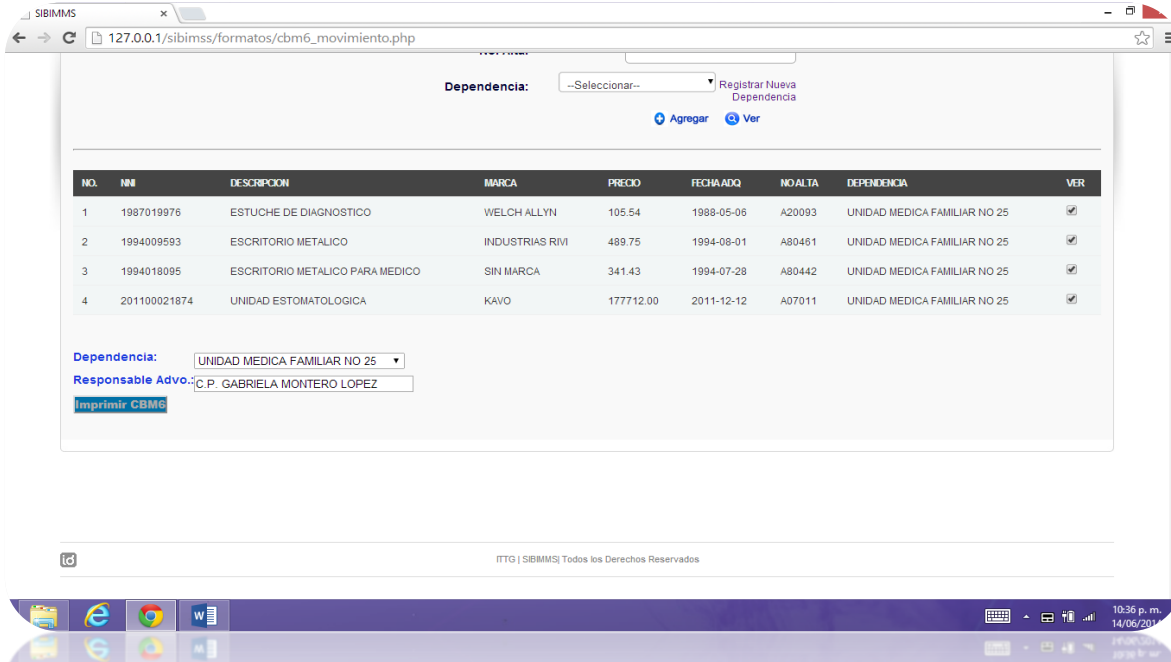 SIBIMMS
127.0.0.1/sibimss/formatos/cbm6_movimiento.php
No. Alta:
Dependencia: --Seleccionar-- Registrar Nueva
Dependencia
Agregar Ver
NO. NNI DESCRIPCION MARCA PRECIO FECHA ADQ NO ALTA DEPENDENCIA VER
1 1987019976 ESTUCHE DE DIAGNOSTICO WELCH ALLYN 105.54 1988-05-06 A20093 UNIDAD MEDICA FAMILIAR NO 25
2 1994009593 ESCRITORIO METALICO INDUSTRIAS RIVI 489.75 1994-08-01 A80461 UNIDAD MEDICA FAMILIAR NO 25
3 1994018095 ESCRITORIO METALICO PARA MEDICO SIN MARCA 341.43 1994-07-28 A80442 UNIDAD MEDICA FAMILIAR NO 25
4 201100021874 UNIDAD ESTOMATOLOGICA KAVO 177712.00 2011-12-12 A07011 UNIDAD MEDICA FAMILIAR NO 25
Dependencia: UNIDAD MEDICA FAMILIAR NO 25
Responsable Advo.: C.P. GABRIELA MONTERO LOPEZ
Imprimir CBM6
id ITTG | SIBIMMS| Todos los Derechos Reservados
10:36 p. m.
14/06/2014